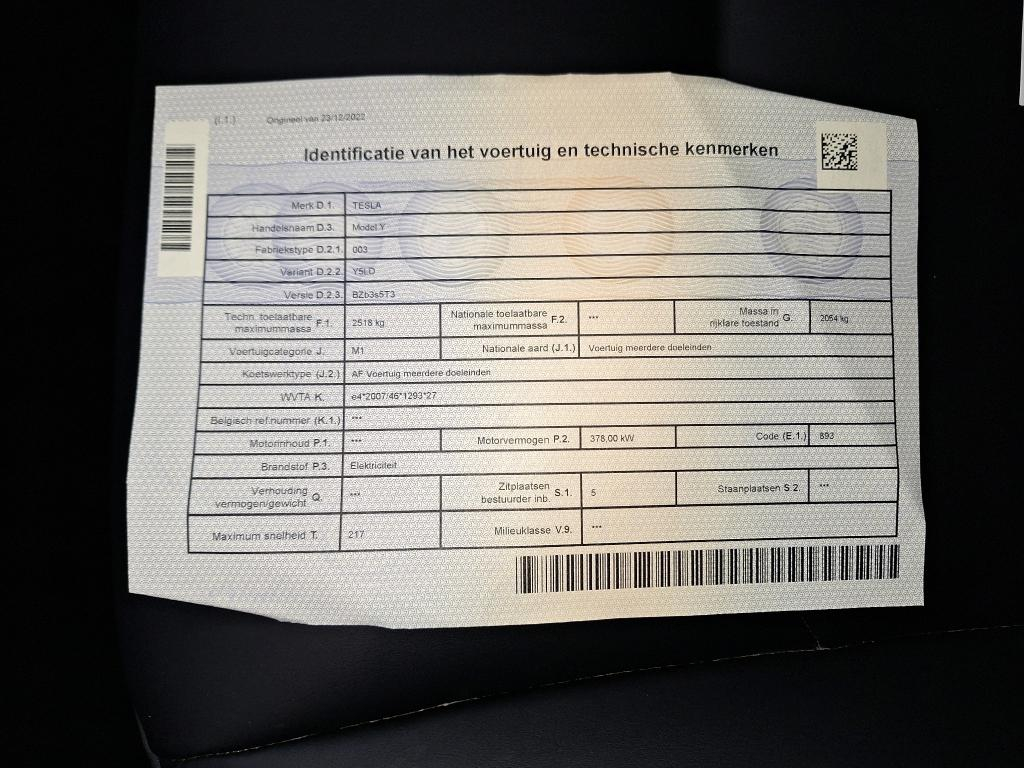 (I.1.) Origineel van 23/12/2022
Identificatie van het voertuig en technische kenmerken
Merk D.1. TESLA
Handelsnaam D.3. Model Y
Fabriekstype D.2.1. 003
Variant D.2.2. Y5LD
Versie D.2.3. BZb3s5T3
Techn. toelaatbare maximummassa F.1. 2518 kg Nationale toelaatbare maximummassa F.2. *** Massa in rijklare toestand G. 2054 kg
Voertuigcategorie J. M1 Nationale aard (J.1.) Voertuig meerdere doeleinden
Koetswerktype (J.2.) AF Voertuig meerdere doeleinden
WVTA K. e4*2007/46*1293*27
Belgisch ref.nummer (K.1.) ***
Motorinhoud P.1. *** Motorvermogen P.2. 378,00 kW Code (E.1.) 893
Brandstof P.3. Elektriciteit
Verhouding vermogen/gewicht Q. *** Zitplaatsen bestuurder inb. S.1. 5 Staanplaatsen S.2. ***
Maximum snelheid T. 217 Milieuklasse V.9. ***